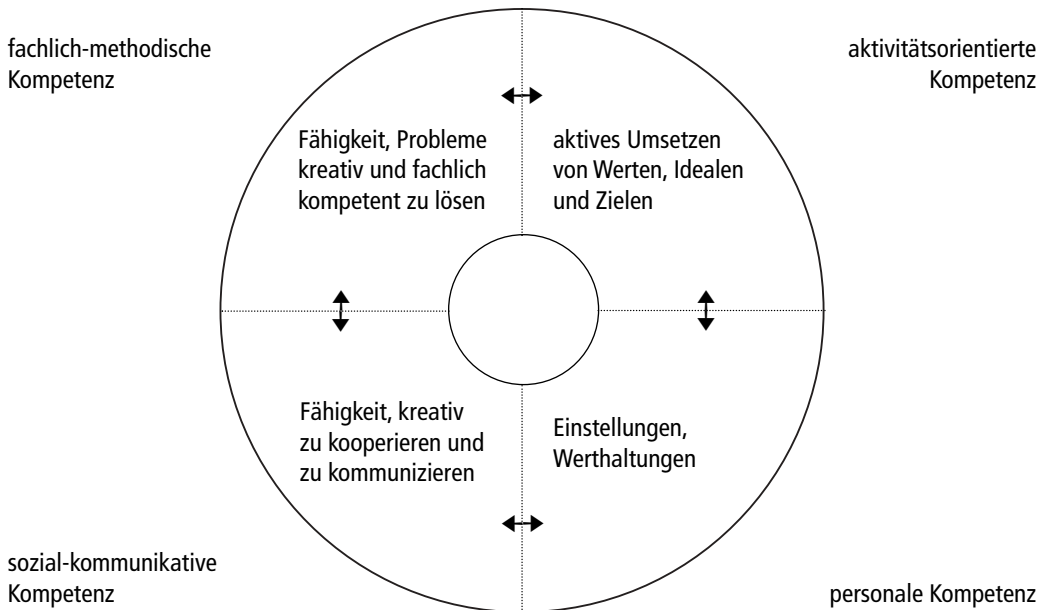 fachlich-methodische
Kompetenz
aktivitätsorientierte
Kompetenz
Fähigkeit, Probleme
kreativ und fachlich
kompetent zu lösen
aktives Umsetzen
von Werten, Idealen
und Zielen
Fähigkeit, kreativ
zu kooperieren und
zu kommunizieren
Einstellungen,
Werthaltungen
sozial-kommunikative
Kompetenz
personale Kompetenz